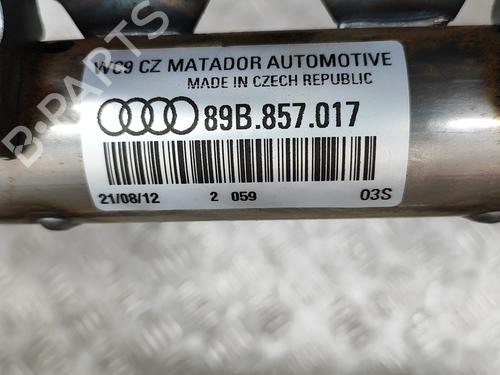 WC9 CZ MATADOR AUTOMOTIVE
MADE IN CZECH REPUBLIC
89B.857.017
21/08/12 2 059 03S
B-PARTS